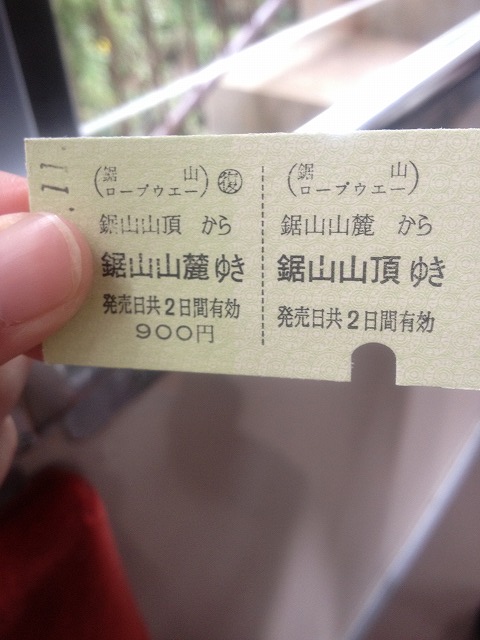 .11.
(鋸山ロープウエー) 復
鋸山山頂 から
鋸山山麓ゆき
発売日共2日間有効
900円
(鋸山ロープウエー)
鋸山山麓 から
鋸山山頂ゆき
発売日共2日間有効